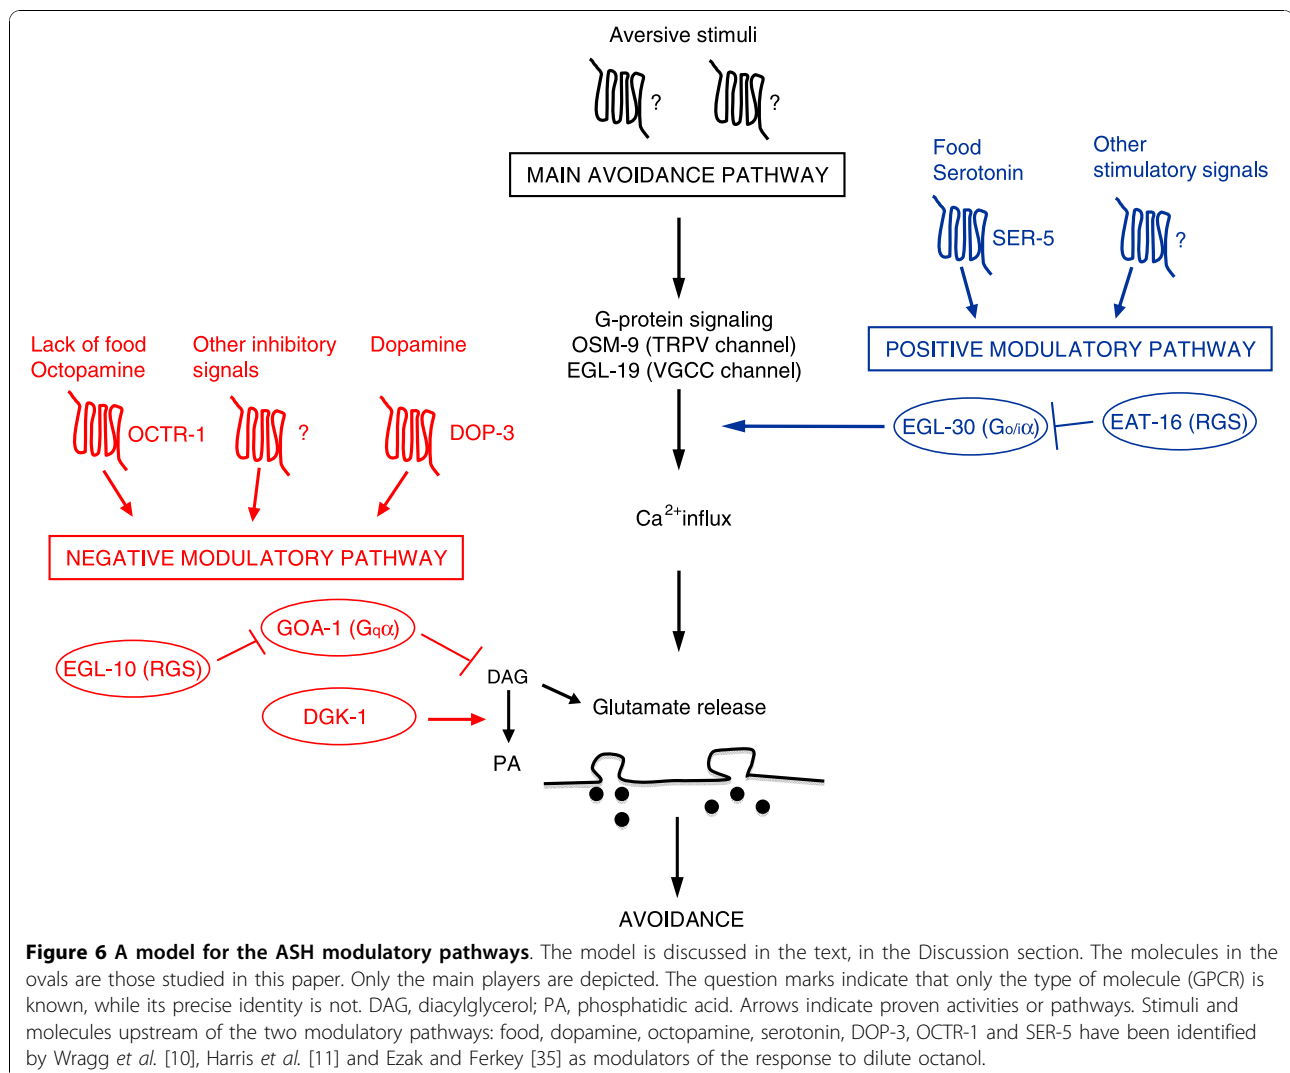 Aversive stimuli
?
?
MAIN AVOIDANCE PATHWAY
Food
Serotonin
SER-5
Other
stimulatory signals
?
G-protein signaling
OSM-9 (TRPV channel)
EGL-19 (VGCC channel)
POSITIVE MODULATORY PATHWAY
EGL-30 (Go/iα)
EAT-16 (RGS)
Lack of food
Octopamine
OCTR-1
Other inhibitory
signals
?
Dopamine
DOP-3
Ca²⁺influx
NEGATIVE MODULATORY PATHWAY
GOA-1 (Gqα)
EGL-10 (RGS)
DGK-1
DAG
PA
Glutamate release
AVOIDANCE
Figure 6 A model for the ASH modulatory pathways. The model is discussed in the text, in the Discussion section. The molecules in the
ovals are those studied in this paper. Only the main players are depicted. The question marks indicate that only the type of molecule (GPCR) is
known, while its precise identity is not. DAG, diacylglycerol; PA, phosphatidic acid. Arrows indicate proven activities or pathways. Stimuli and
molecules upstream of the two modulatory pathways: food, dopamine, octopamine, serotonin, DOP-3, OCTR-1 and SER-5 have been identified
by Wragg et al. [10], Harris et al. [11] and Ezak and Ferkey [35] as modulators of the response to dilute octanol.